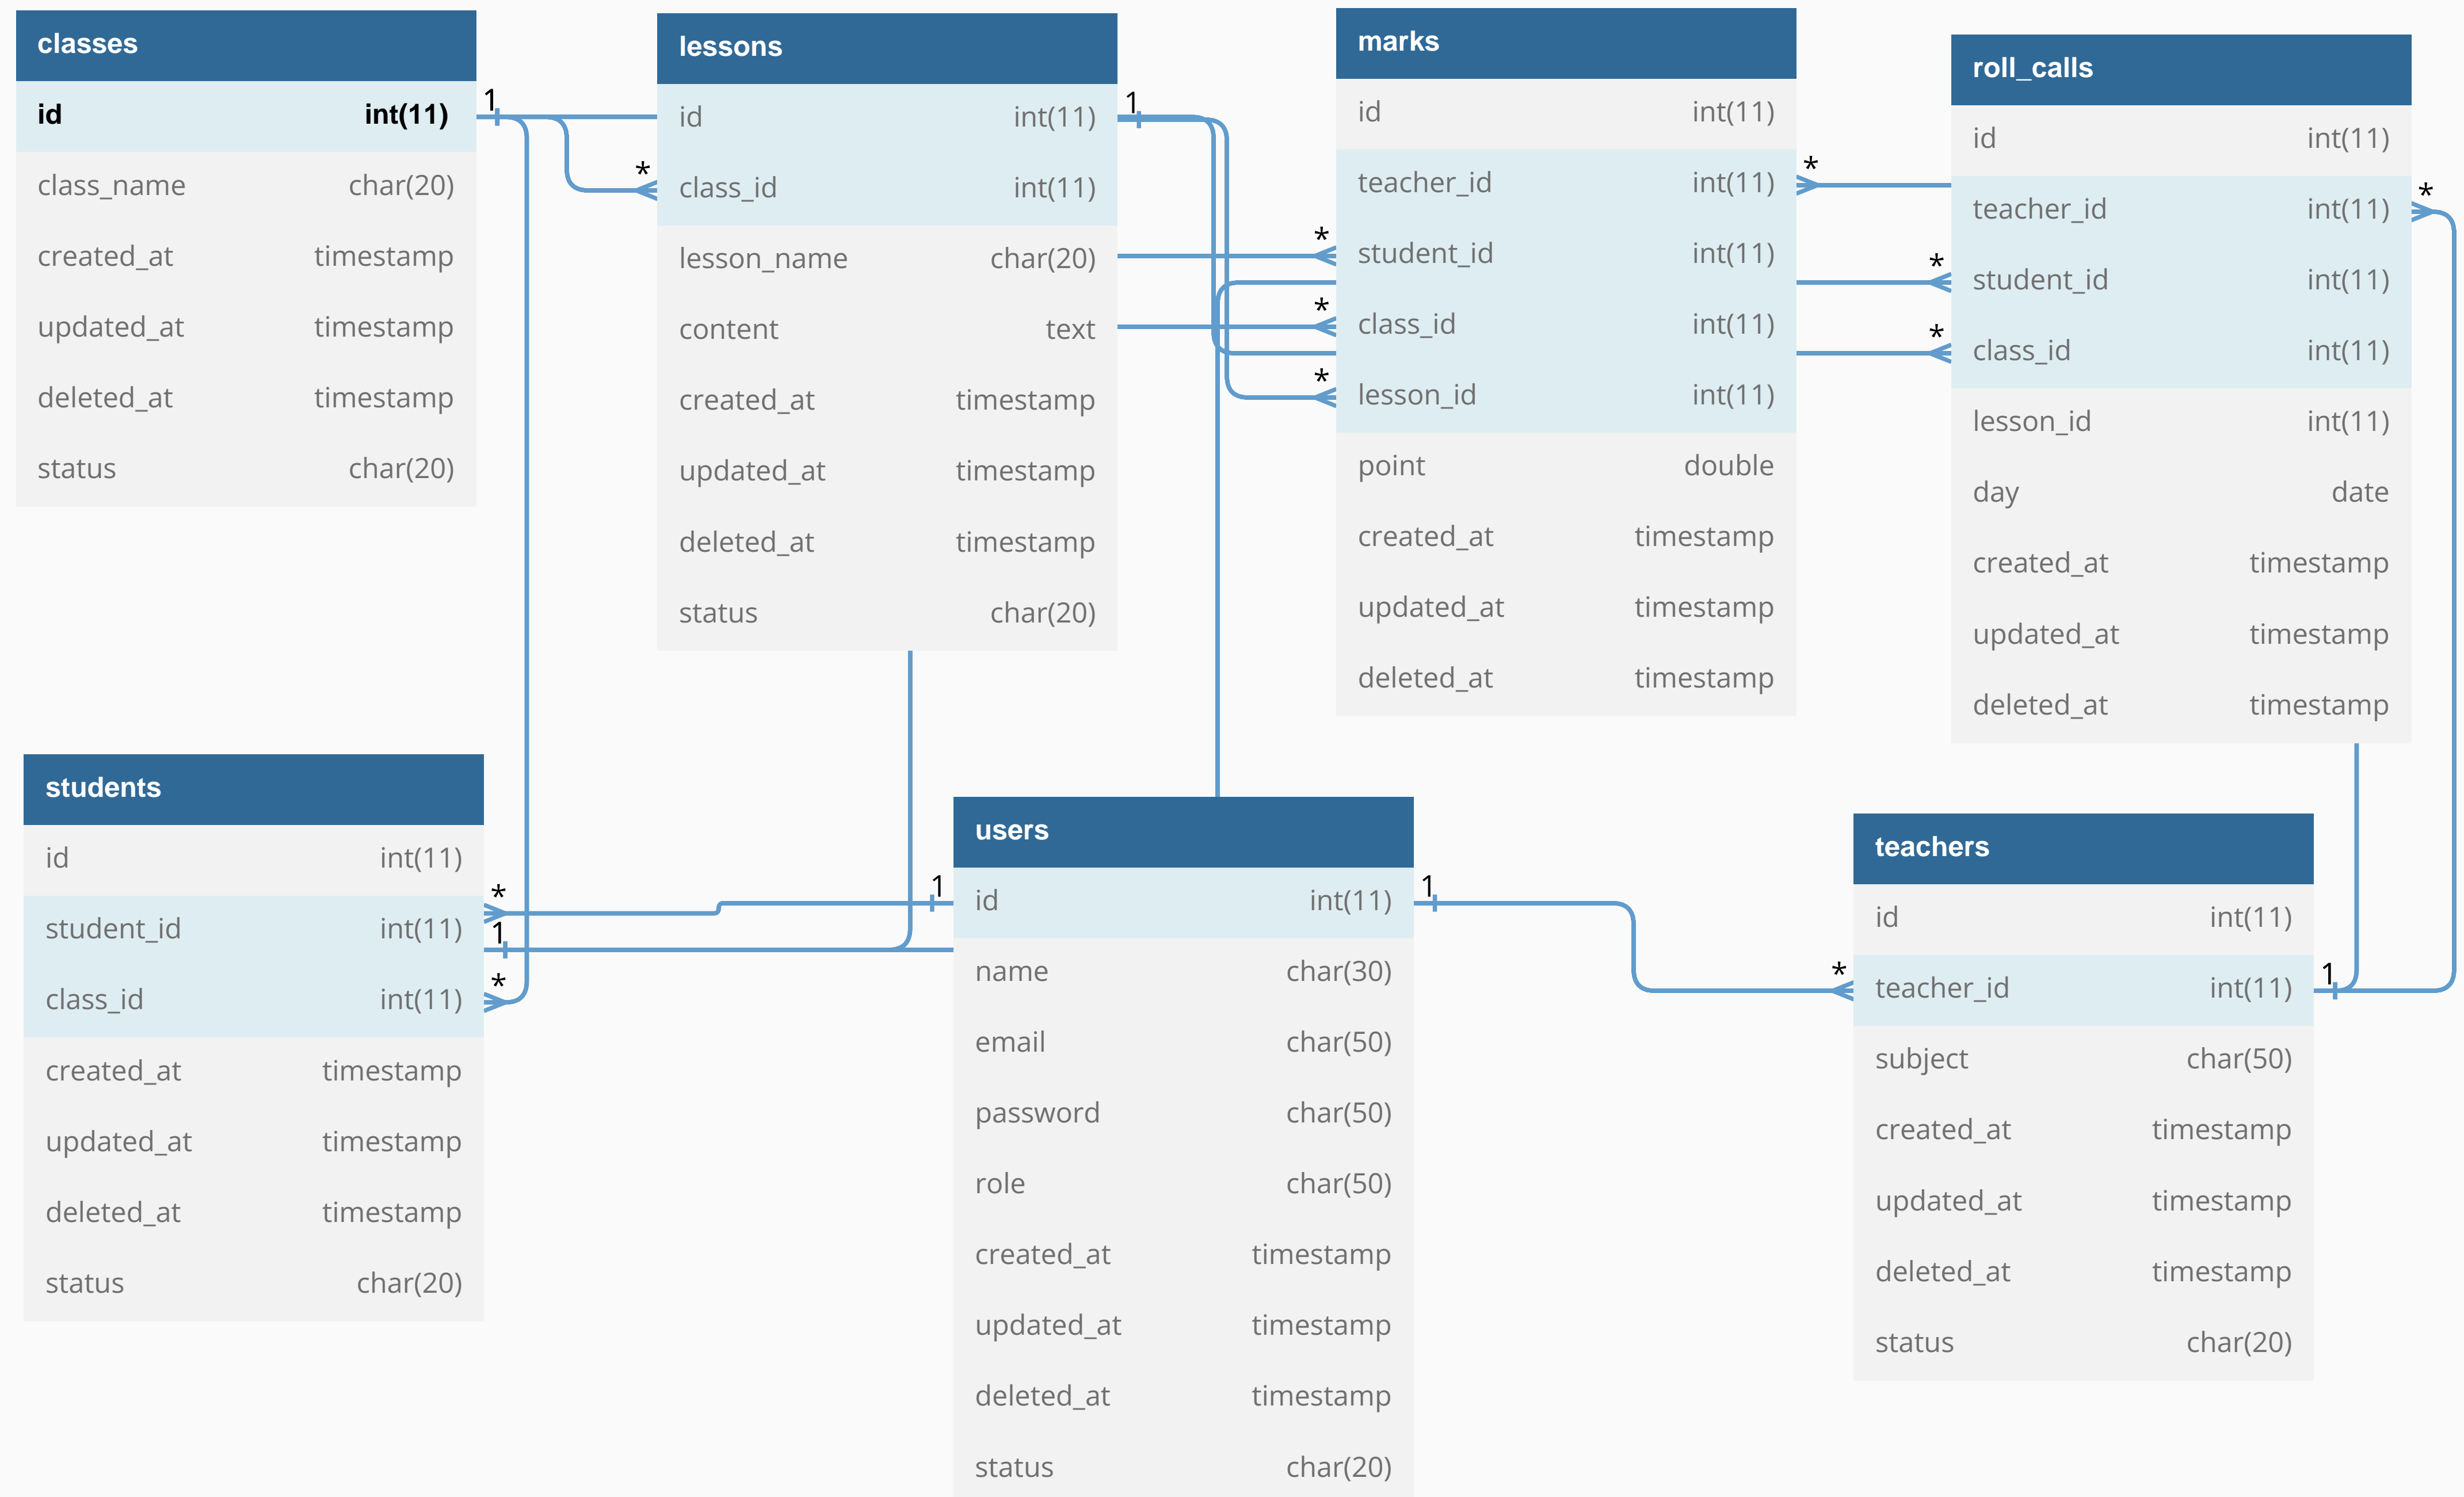 classes
id int(11)
class_name char(20)
created_at timestamp
updated_at timestamp
deleted_at timestamp
status char(20)
1
lessons
id int(11)
* class_id int(11)
lesson_name char(20)
content text
created_at timestamp
updated_at timestamp
deleted_at timestamp
status char(20)
1
marks
id int(11)
teacher_id int(11) *
* student_id int(11)
* class_id int(11)
* lesson_id int(11)
point double
created_at timestamp
updated_at timestamp
deleted_at timestamp
roll_calls
id int(11)
teacher_id int(11) *
* student_id int(11)
* class_id int(11)
lesson_id int(11)
day date
created_at timestamp
updated_at timestamp
deleted_at timestamp
students
id int(11)
*
student_id int(11)
1
class_id int(11) *
created_at timestamp
updated_at timestamp
deleted_at timestamp
status char(20)
users
1 id int(11) 1
name char(30)
email char(50)
password char(50)
role char(50)
created_at timestamp
updated_at timestamp
deleted_at timestamp
status char(20)
teachers
id int(11)
* teacher_id int(11) 1
subject char(50)
created_at timestamp
updated_at timestamp
deleted_at timestamp
status char(20)